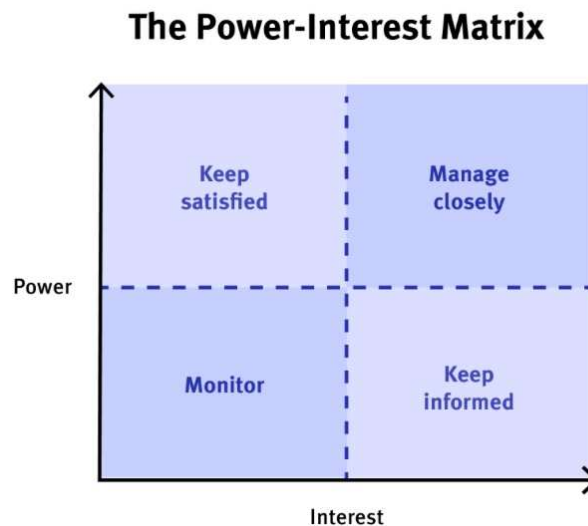 The Power-Interest Matrix
Keep
satisfied
Manage
closely
Power
Monitor
Keep
informed
Interest